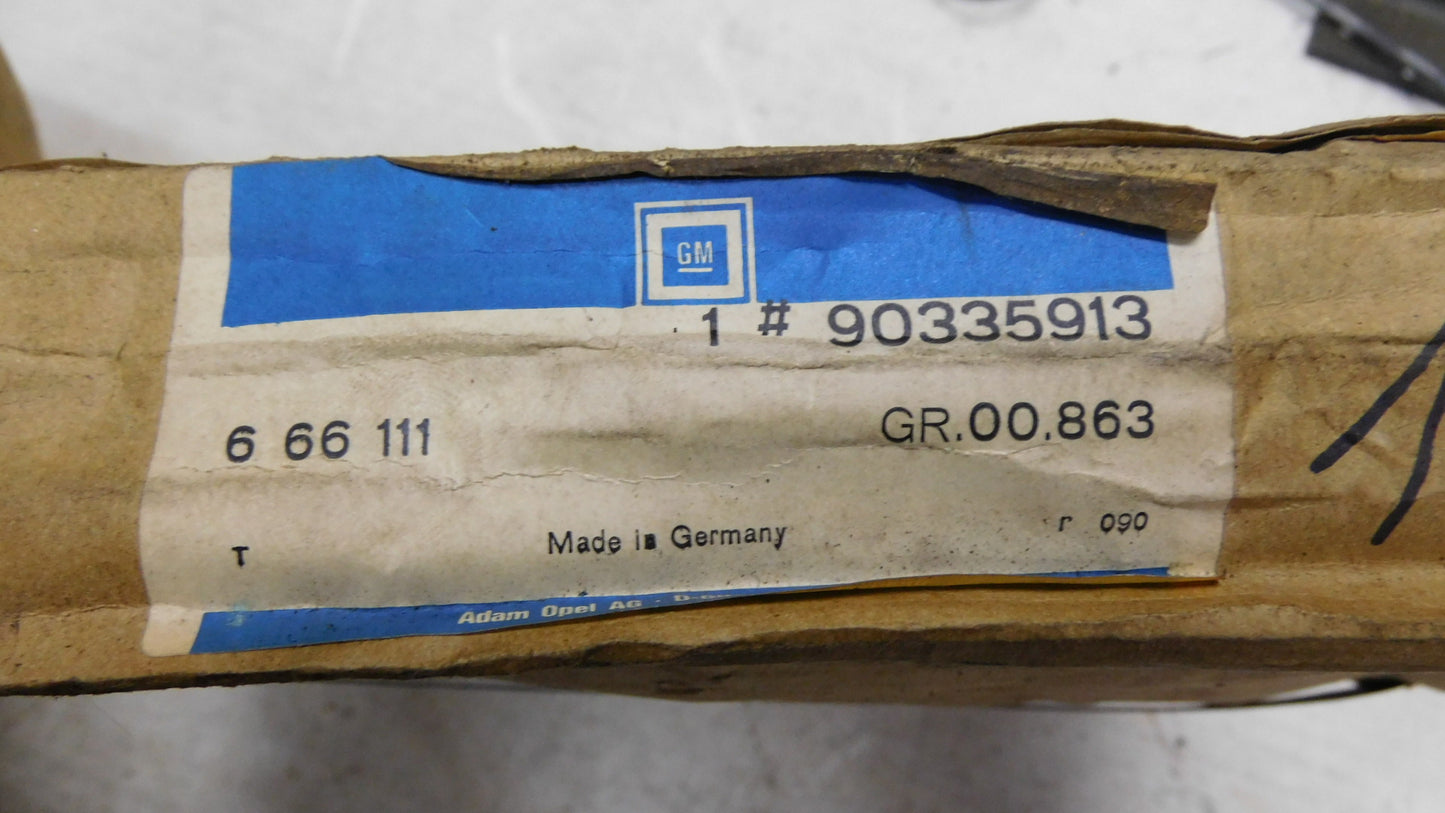 GM
1 # 90335913
6 66 111 GR.00.863
T Made in Germany r 090
Adam Opel AG